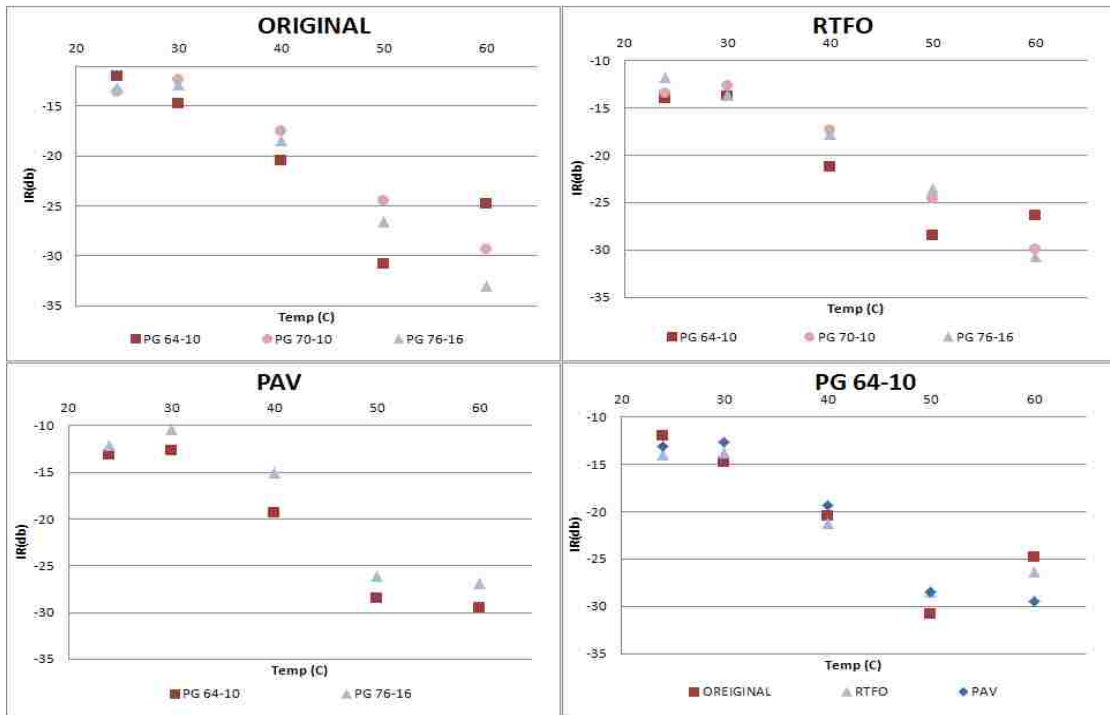 ORIGINAL
20 30 40 50 60
-15
-20
-25
-30
-35
IR(db)
Temp (C)
PG 64-10 PG 70-10 PG 76-16
RTFO
20 30 40 50 60
-10
-15
-20
-25
-30
-35
IR(db)
Temp (C)
PG 64-10 PG 70-10 PG 76-16
PAV
20 30 40 50 60
-10
-15
-20
-25
-30
-35
IR(db)
Temp (C)
PG 64-10 PG 76-16
PG 64-10
20 30 40 50 60
-10
-15
-20
-25
-30
-35
IR(db)
Temp (C)
OREIGINAL RTFO PAV